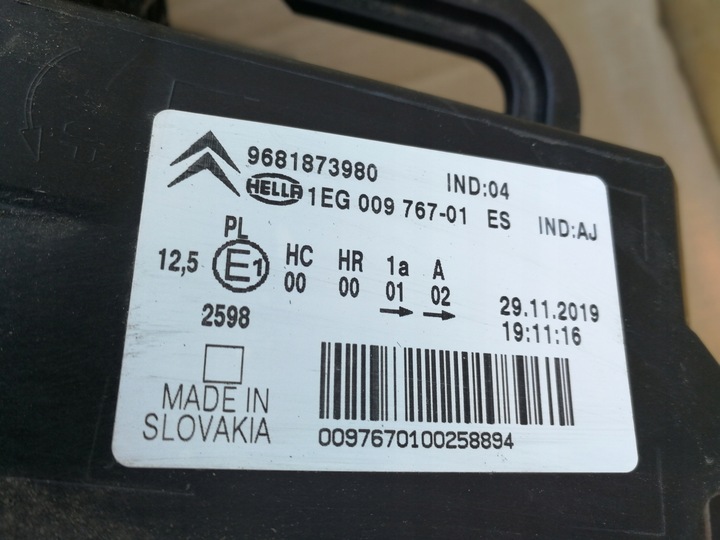 9681873980 IND:04
HELLA 1EG 009 767-01 ES IND:AJ
PL
12,5 E1 HC HR 1a A
00 00 01 02
2598
29.11.2019
19:11:16
MADE IN
SLOVAKIA
0097670100258894